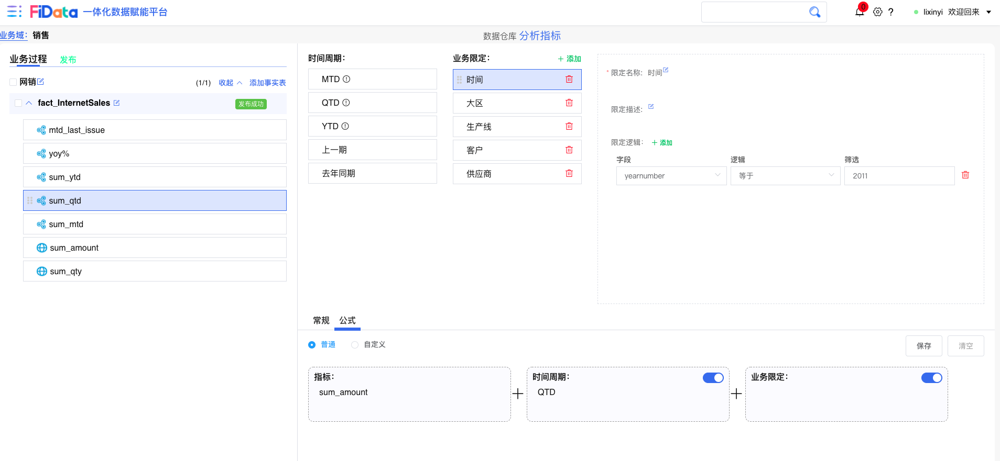 FiData 一体化数据赋能平台
0
? lixinyi 欢迎回来
业务域: 销售
数据仓库 分析指标
业务过程 发布
网销 (1/1) 收起 添加事实表
fact_InternetSales 发布成功
mtd_last_issue
yoy%
sum_ytd
sum_qtd
sum_mtd
sum_amount
sum_qty
时间周期:
MTD
QTD
YTD
上一期
去年同期
业务限定: + 添加
时间
大区
生产线
客户
供应商
* 限定名称: 时间
限定描述:
限定逻辑: + 添加
字段 逻辑 筛选
yearnumber 等于 2011
常规 公式
普通 自定义
保存 清空
指标:
sum_amount
+
时间周期:
QTD
+
业务限定: